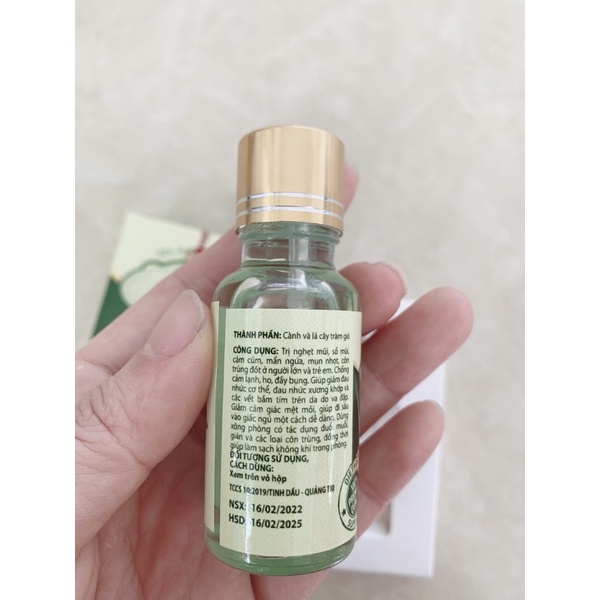 THÀNH PHẦN: Cành và lá cây tràm gió
CÔNG DỤNG: Trị nghẹt mũi, sổ mũi,
cảm cúm, mẩn ngứa, mụn nhọt, côn
trùng đốt ở người lớn và trẻ em. Chống
cảm lạnh, ho, đầy bụng. Giúp giảm đau
nhức cơ thể, đau nhức xương khớp và
các vết bầm tím trên da do va đập.
Giảm cảm giác mệt mỏi, giúp đi sâu
vào giấc ngủ một cách dễ dàng. Dùng
xông phòng có tác dụng đuổi muỗi,
gián và các loại côn trùng, đồng thời
giúp làm sạch không khí trong phòng.
ĐỐI TƯỢNG SỬ DỤNG,
CÁCH DÙNG:
Xem trên vỏ hộp
TCCS 10:2019/TINH DẦU - QUẢNG TRỊ
NSX: 16/02/2022
HSD: 16/02/2025